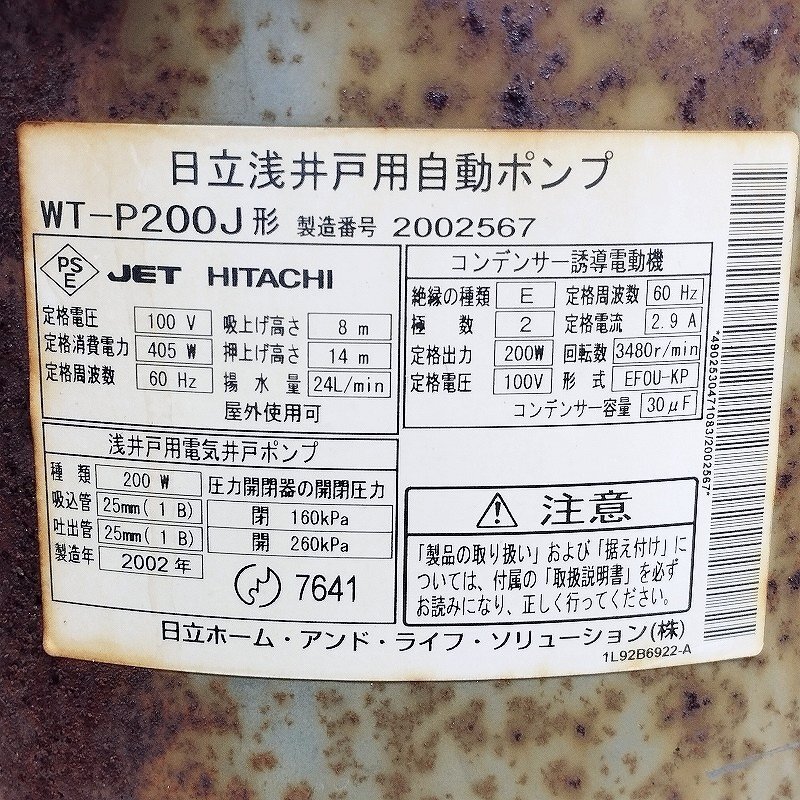 日立浅井戸用自動ポンプ
WT-P200J形 製造番号 2002567
PS E JET HITACHI
定格電圧 100 V 吸上げ高さ 8 m
定格消費電力 405 W 押上げ高さ 14 m
定格周波数 60 Hz 揚水量 24L/min
屋外使用可
コンデンサー誘導電動機
絶縁の種類 E 定格周波数 60 Hz
極数 2 定格電流 2.9 A
定格出力 200W 回転数 3480r/min
定格電圧 100V 形式 EFOU-KP
コンデンサー容量 30μF
浅井戸用電気井戸ポンプ
種類 200 W 圧力開閉器の開閉圧力
吸込管 25mm(1B) 閉 160kPa
吐出管 25mm(1B) 開 260kPa
製造年 2002年
7641
注意
「製品の取り扱い」および「据え付け」に
ついては、付属の「取扱説明書」を必ず
お読みになり、正しく行ってください。
日立ホーム・アンド・ライフ・ソリューション(株)
1L92B6922-A
*4902530471083/2002567*